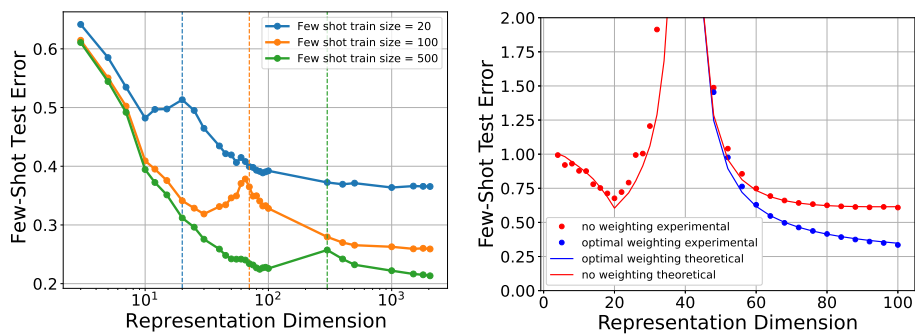 Few shot train size = 20
Few shot train size = 100
Few shot train size = 500
Few-Shot Test Error
0.6
0.5
0.4
0.3
0.2
10¹
10²
10³
Representation Dimension
Few-Shot Test Error
2.00
1.75
1.50
1.25
1.00
0.75
0.50
0.25
0.00
no weighting experimental
optimal weighting experimental
optimal weighting theoretical
no weighting theoretical
0
20
40
60
80
100
Representation Dimension